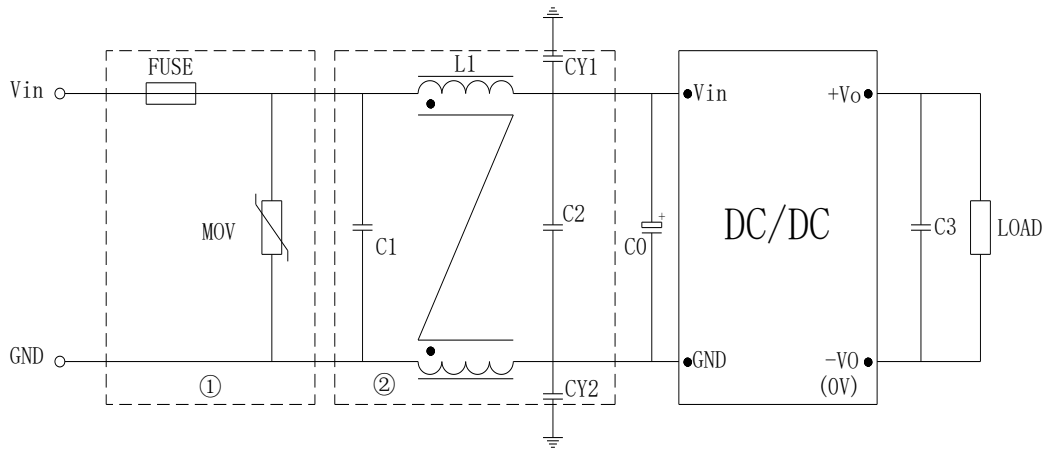 FUSE
L1
CY1
Vin
Vin
+Vo
MOV
C1
C2
+
C0
DC/DC
C3
LOAD
GND
GND
-VO
(0V)
①
②
CY2